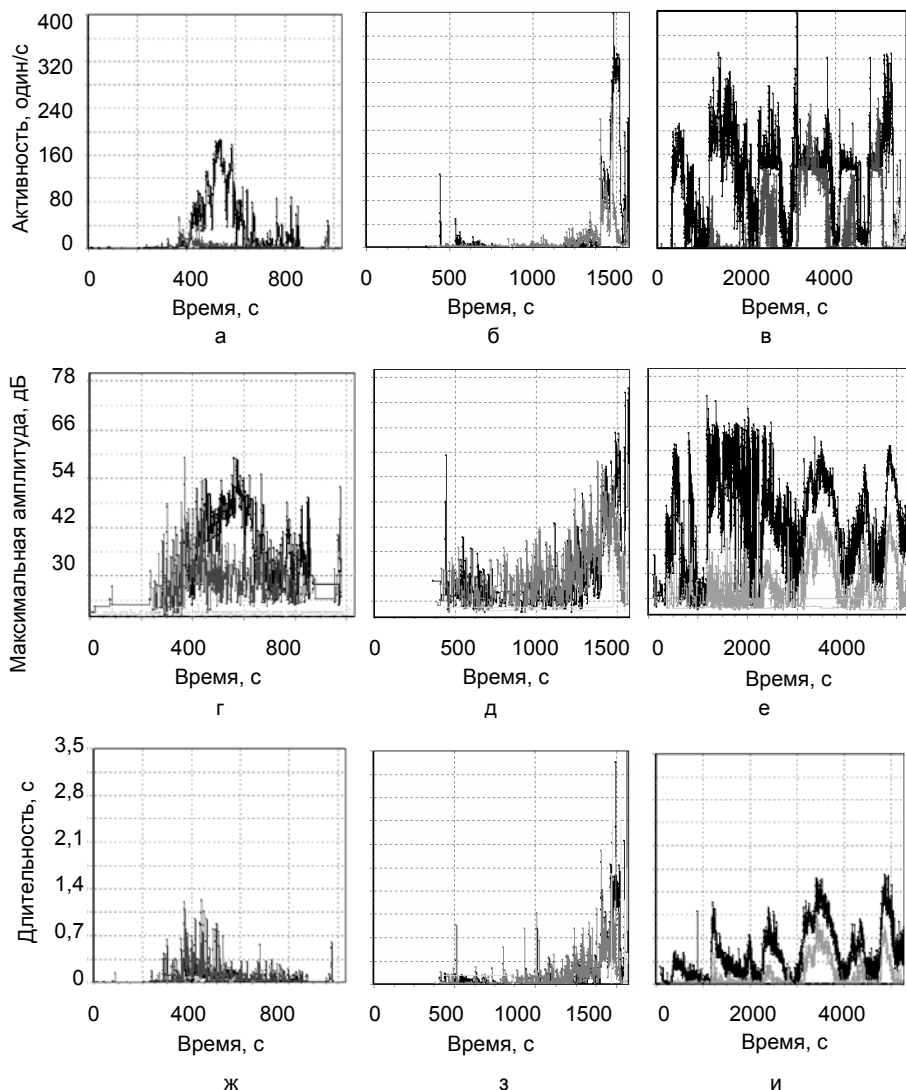 Активность, один/с
400
320
240
160
80
0
0 400 800
0 500 1000 1500
0 2000 4000
Время, с
Время, с
Время, с
а
б
в
Максимальная амплитуда, дБ
78
66
54
42
30
0 400 800
0 500 1000 1500
0 2000 4000
Время, с
Время, с
Время, с
г
д
е
Длительность, с
3,5
2,8
2,1
1,4
0,7
0
0 400 800
0 500 1000 1500
0 2000 4000
Время, с
Время, с
Время, с
ж
з
и